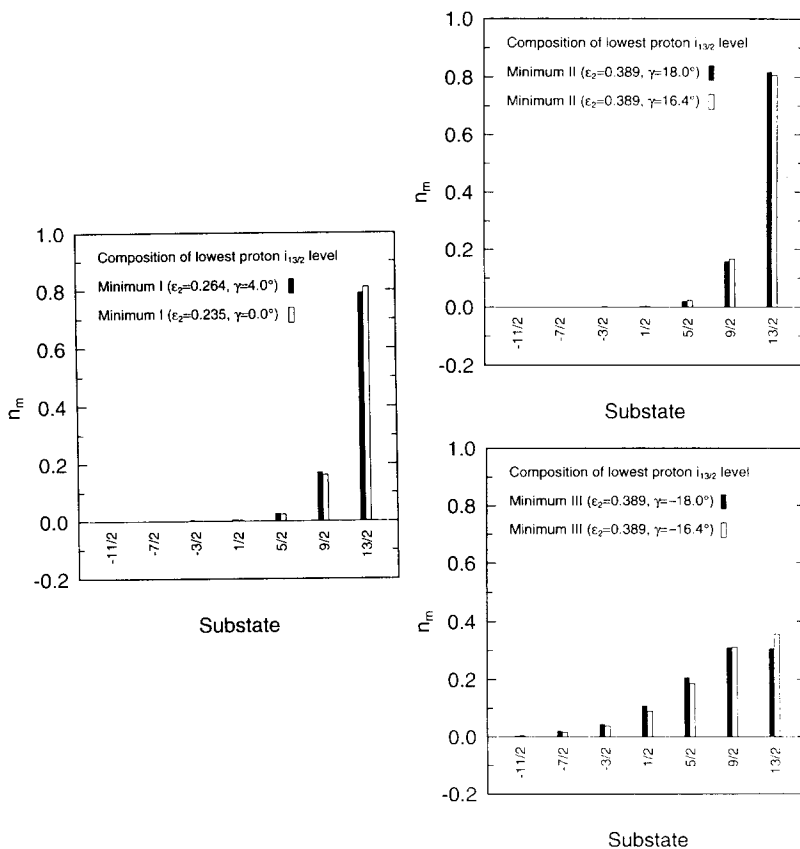 1.0
Composition of lowest proton i13/2 level
Minimum I (ε2=0.264, γ=4.0°)
Minimum I (ε2=0.235, γ=0.0°)
0.8
0.6
0.4
0.2
0.0
-0.2
nm
-11/2
-7/2
-3/2
1/2
5/2
9/2
13/2
Substate
1.0
Composition of lowest proton i13/2 level
Minimum II (ε2=0.389, γ=18.0°)
Minimum II (ε2=0.389, γ=16.4°)
0.8
0.6
0.4
0.2
0.0
-0.2
nm
-11/2
-7/2
-3/2
1/2
5/2
9/2
13/2
Substate
1.0
Composition of lowest proton i13/2 level
Minimum III (ε2=0.389, γ=-18.0°)
Minimum III (ε2=0.389, γ=-16.4°)
0.8
0.6
0.4
0.2
0.0
-0.2
nm
-11/2
-7/2
-3/2
1/2
5/2
9/2
13/2
Substate